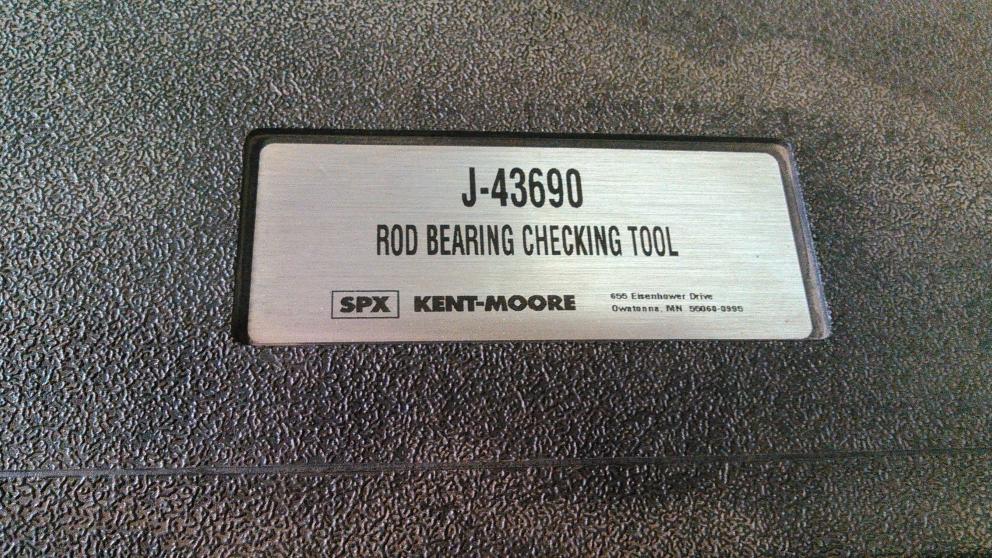 J-43690
ROD BEARING CHECKING TOOL
SPX KENT-MOORE
655 Eisenhower Drive
Owatonna, MN 55060-0995